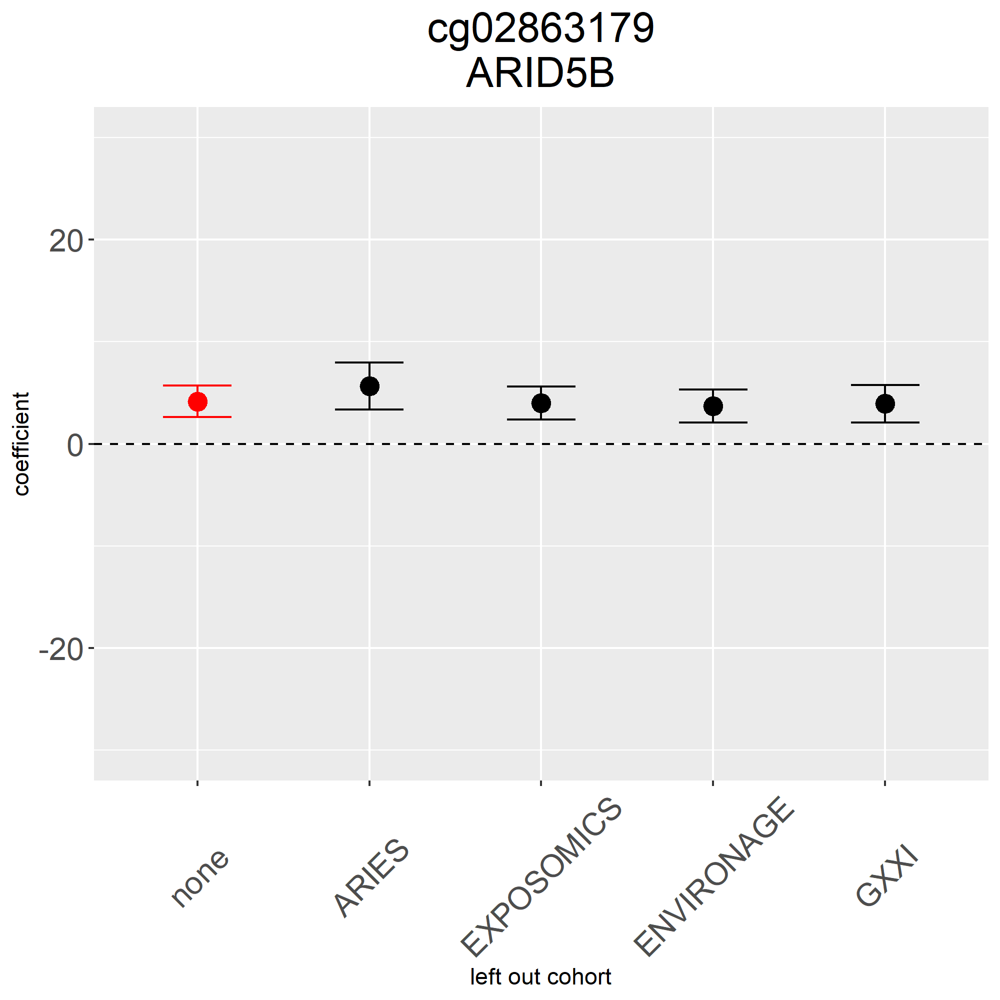 cg02863179
ARID5B
coefficient
20
0
-20
none
ARIES
EXPOSOMICS
ENVIRONAGE
GXXI
left out cohort